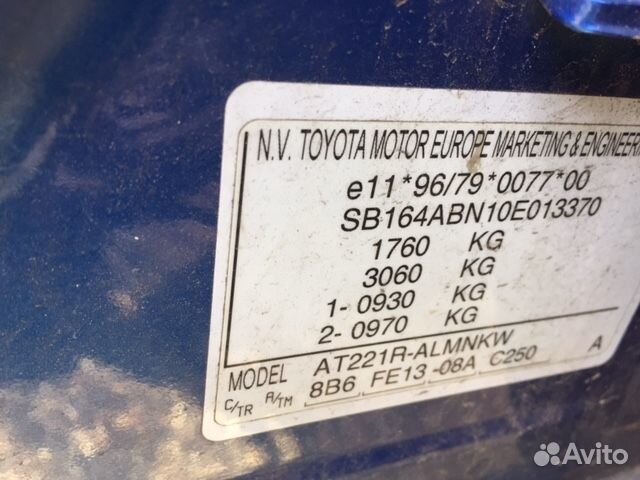 N.V. TOYOTA MOTOR EUROPE MARKETING & ENGINEERIN
e11*96/79*0077*00
SB164ABN10E013370
1760 KG
3060 KG
1- 0930 KG
2- 0970 KG
MODEL AT221R-ALMNKW
C/TR A/TM 8B6 FE13 -08A C250 A
Avito